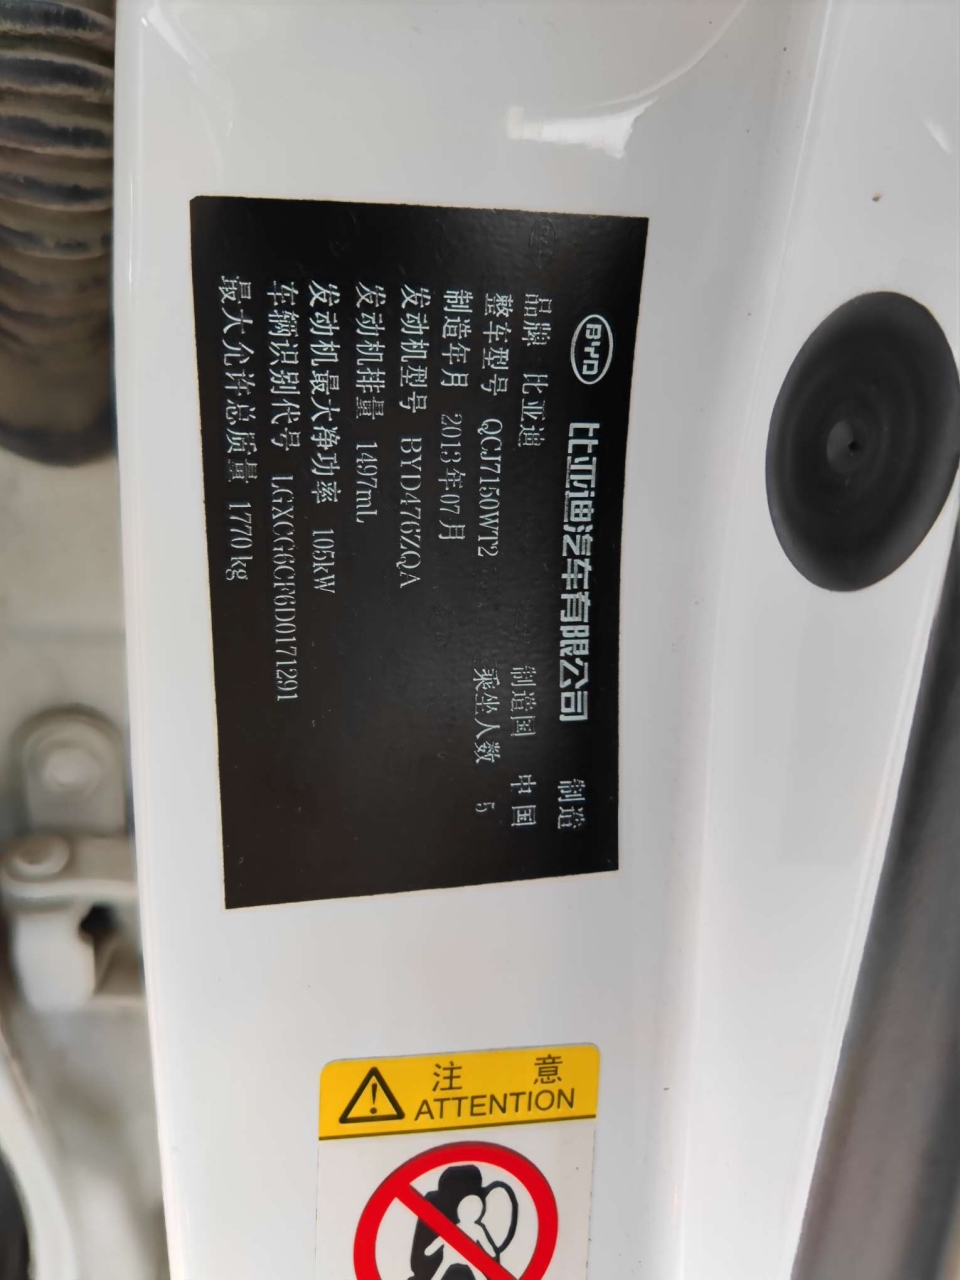 BYD 比亚迪汽车有限公司 制造
品牌 比亚迪 制造国 中国
整车型号 QCJ7150WT2 乘坐人数 5
制造年月 2013年07月
发动机型号 BYD476ZQA
发动机排量 1497mL
发动机最大净功率 105kW
车辆识别代号 LGXCG6CF6D0171291
最大允许总质量 1770kg
注 意
ATTENTION